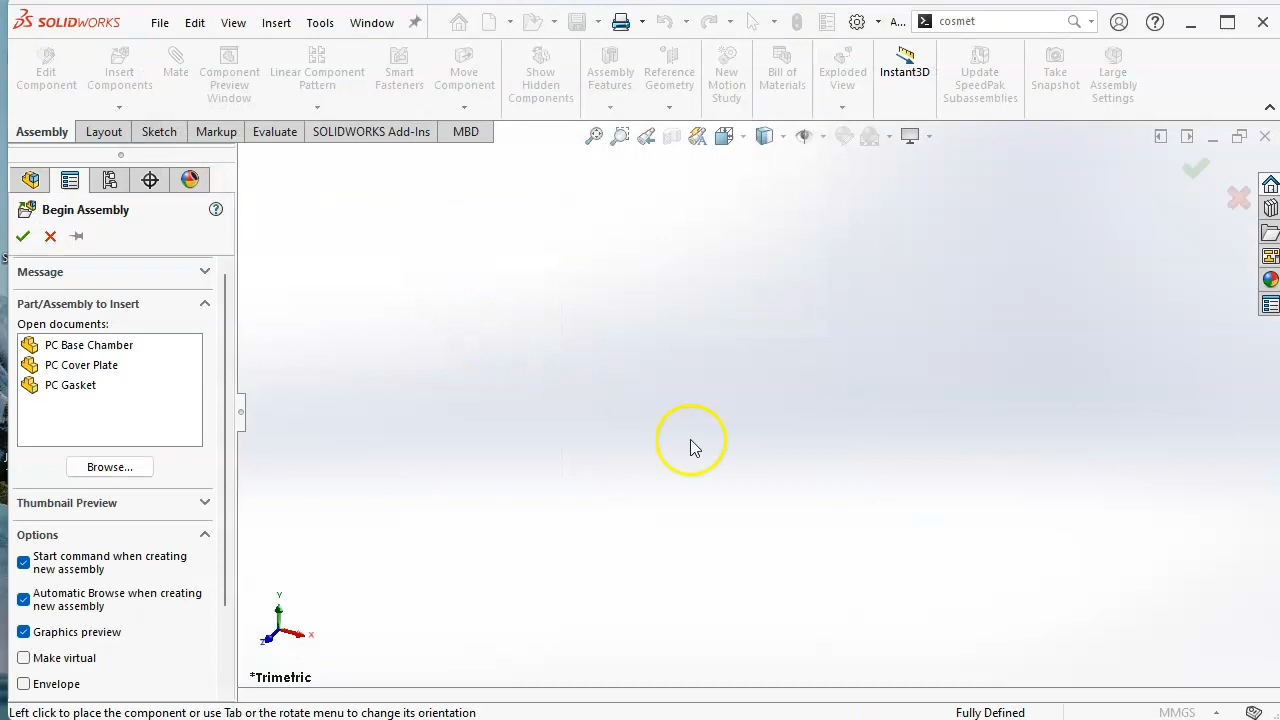 SOLIDWORKS File Edit View Insert Tools Window A... cosmet
Edit Component
Insert Components
Mate
Component Preview Window
Linear Component Pattern
Smart Fasteners
Move Component
Show Hidden Components
Assembly Features
Reference Geometry
New Motion Study
Bill of Materials
Exploded View
Instant3D
Update SpeedPak Subassemblies
Take Snapshot
Large Assembly Settings
Assembly Layout Sketch Markup Evaluate SOLIDWORKS Add-Ins MBD
Begin Assembly
Message
Part/Assembly to Insert
Open documents:
PC Base Chamber
PC Cover Plate
PC Gasket
Browse...
Thumbnail Preview
Options
Start command when creating
new assembly
Automatic Browse when creating
new assembly
Graphics preview
Make virtual
Envelope
Y
X
Z
*Trimetric
Left click to place the component or use Tab or the rotate menu to change its orientation Fully Defined MMGS